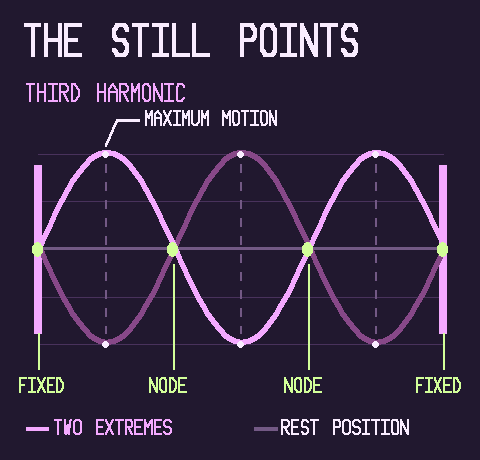 THE STILL POINTS
THIRD HARMONIC
MAXIMUM MOTION
FIXED NODE NODE FIXED
TWO EXTREMES REST POSITION